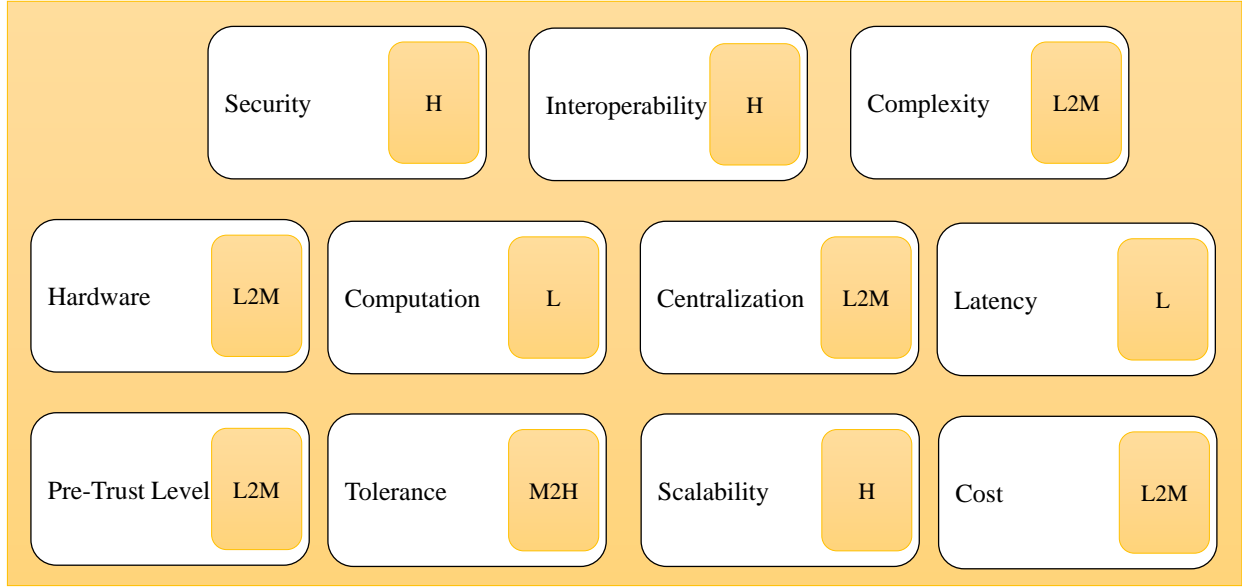 Security H
Interoperability H
Complexity L2M
Hardware L2M
Computation L
Centralization L2M
Latency L
Pre-Trust Level L2M
Tolerance M2H
Scalability H
Cost L2M